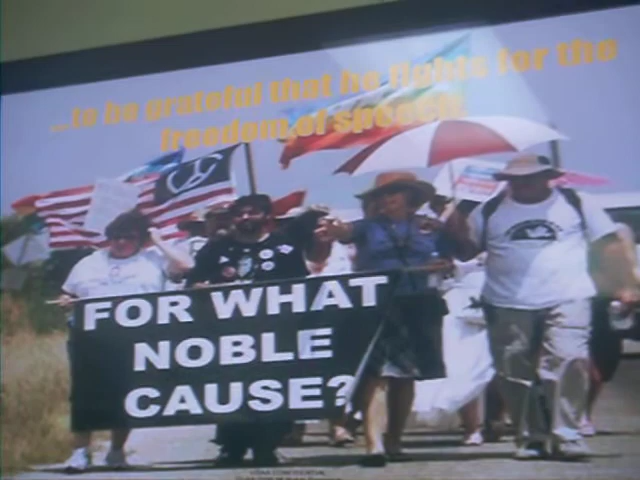 ...to be grateful that he fights for the
freedom of speech.
FOR WHAT
NOBLE
CAUSE?